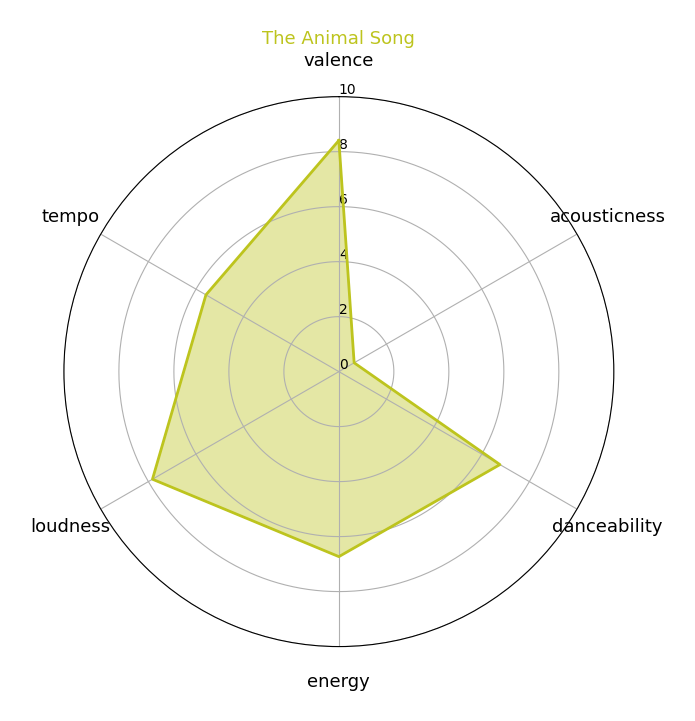 The Animal Song
valence
10
8
6
4
2
0
tempo
acousticness
loudness
danceability
energy